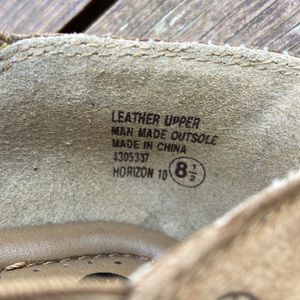 LEATHER UPPER
MAN MADE OUTSOLE
MADE IN CHINA
4305337
HORIZON 10 8 1/2